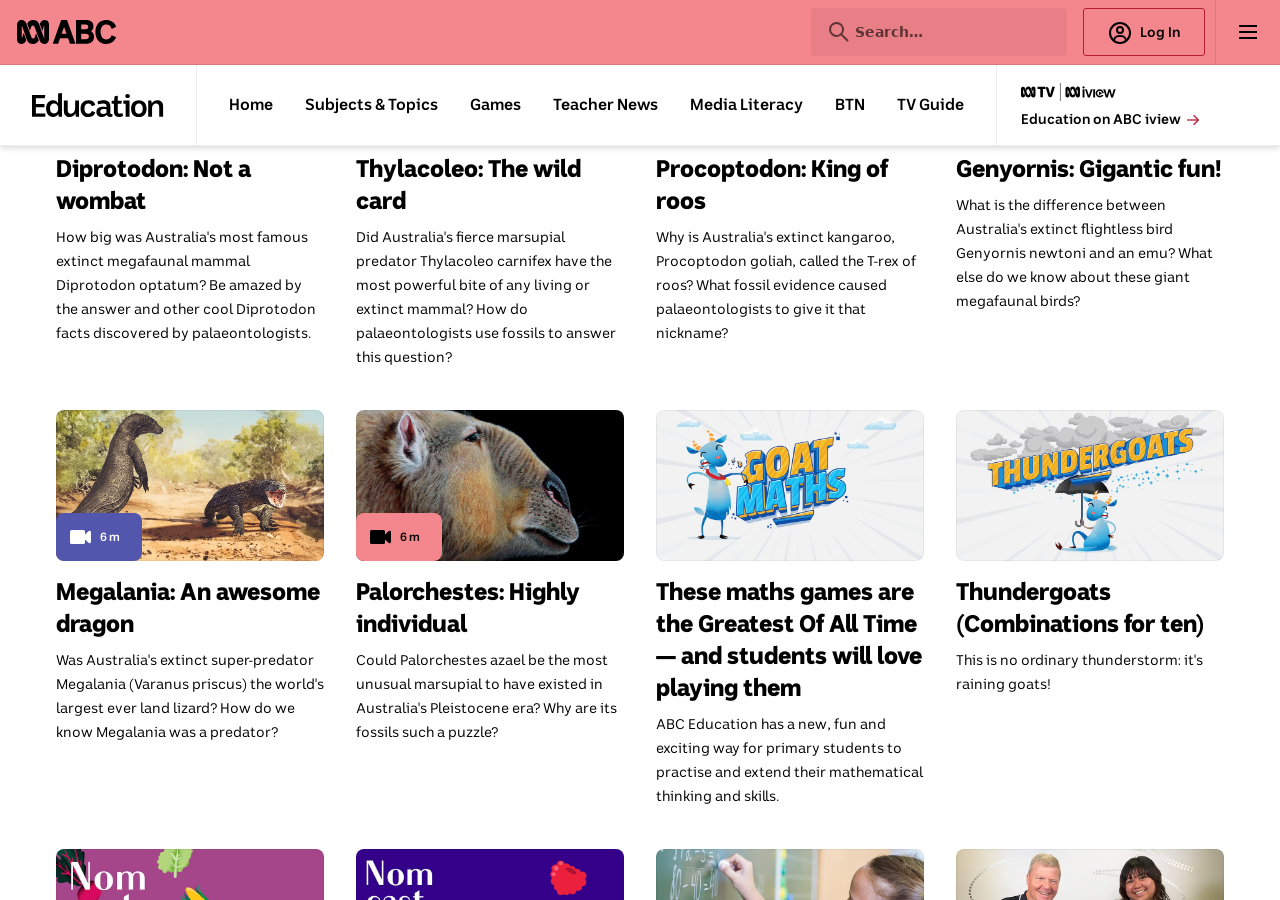 ABC
Search...
Log In
Education
Home
Subjects & Topics
Games
Teacher News
Media Literacy
BTN
TV Guide
TV
iview
Education on ABC iview
Diprotodon: Not a
wombat
How big was Australia's most famous
extinct megafaunal mammal
Diprotodon optatum? Be amazed by
the answer and other cool Diprotodon
facts discovered by palaeontologists.
Thylacoleo: The wild
card
Did Australia's fierce marsupial
predator Thylacoleo carnifex have the
most powerful bite of any living or
extinct mammal? How do
palaeontologists use fossils to answer
this question?
Procoptodon: King of
roos
Why is Australia's extinct kangaroo,
Procoptodon goliah, called the T-rex of
roos? What fossil evidence caused
palaeontologists to give it that
nickname?
Genyornis: Gigantic fun!
What is the difference between
Australia's extinct flightless bird
Genyornis newtoni and an emu? What
else do we know about these giant
megafaunal birds?
6m
Megalania: An awesome
dragon
Was Australia's extinct super-predator
Megalania (Varanus priscus) the world's
largest ever land lizard? How do we
know Megalania was a predator?
6m
Palorchestes: Highly
individual
Could Palorchestes azael be the most
unusual marsupial to have existed in
Australia's Pleistocene era? Why are its
fossils such a puzzle?
GOAT
MATHS
These maths games are
the Greatest Of All Time
— and students will love
playing them
ABC Education has a new, fun and
exciting way for primary students to
practise and extend their mathematical
thinking and skills.
THUNDERGOATS
Thundergoats
(Combinations for ten)
This is no ordinary thunderstorm: it's
raining goats!
Nom
Nom